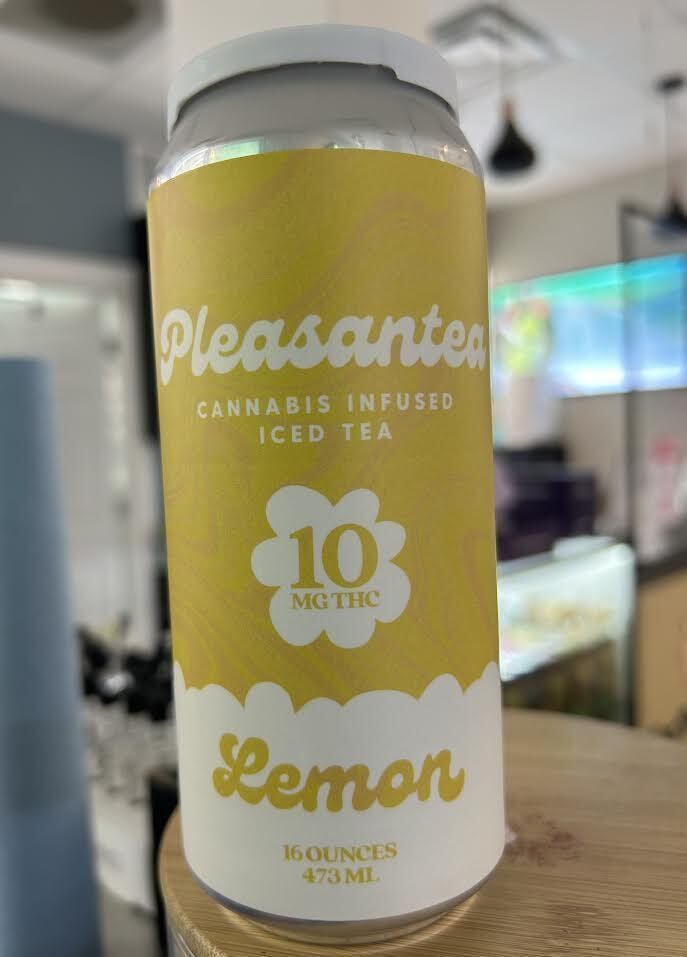 Pleasantea
CANNABIS INFUSED
ICED TEA
10
MG THC
Lemon
16 OUNCES
473 ML